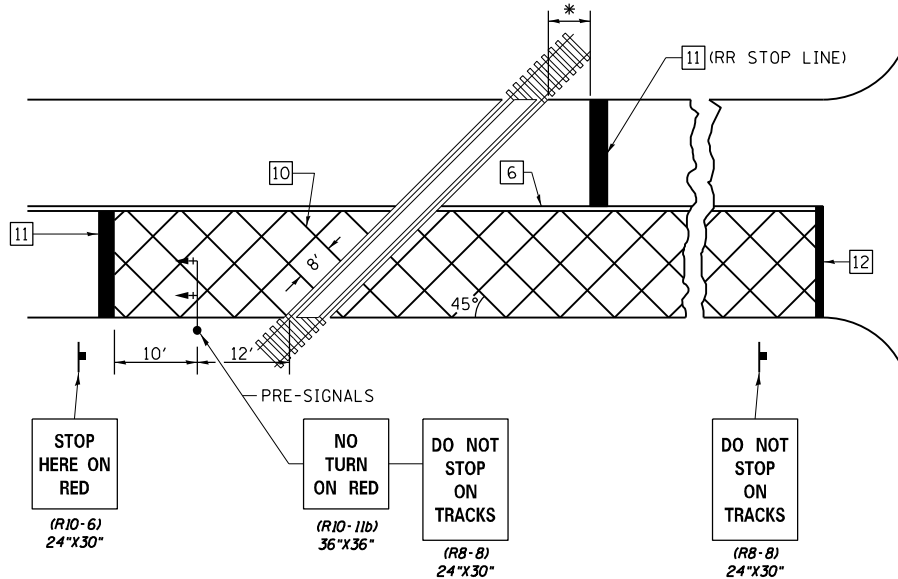 *
11 (RR STOP LINE)
10
6
11
8'
12
45°
10'
12'
PRE-SIGNALS
STOP
HERE ON
RED
(R10-6)
24"X30"
NO
TURN
ON RED
(R10-11b)
36"X36"
DO NOT
STOP
ON
TRACKS
(R8-8)
24"X30"
DO NOT
STOP
ON
TRACKS
(R8-8)
24"X30"